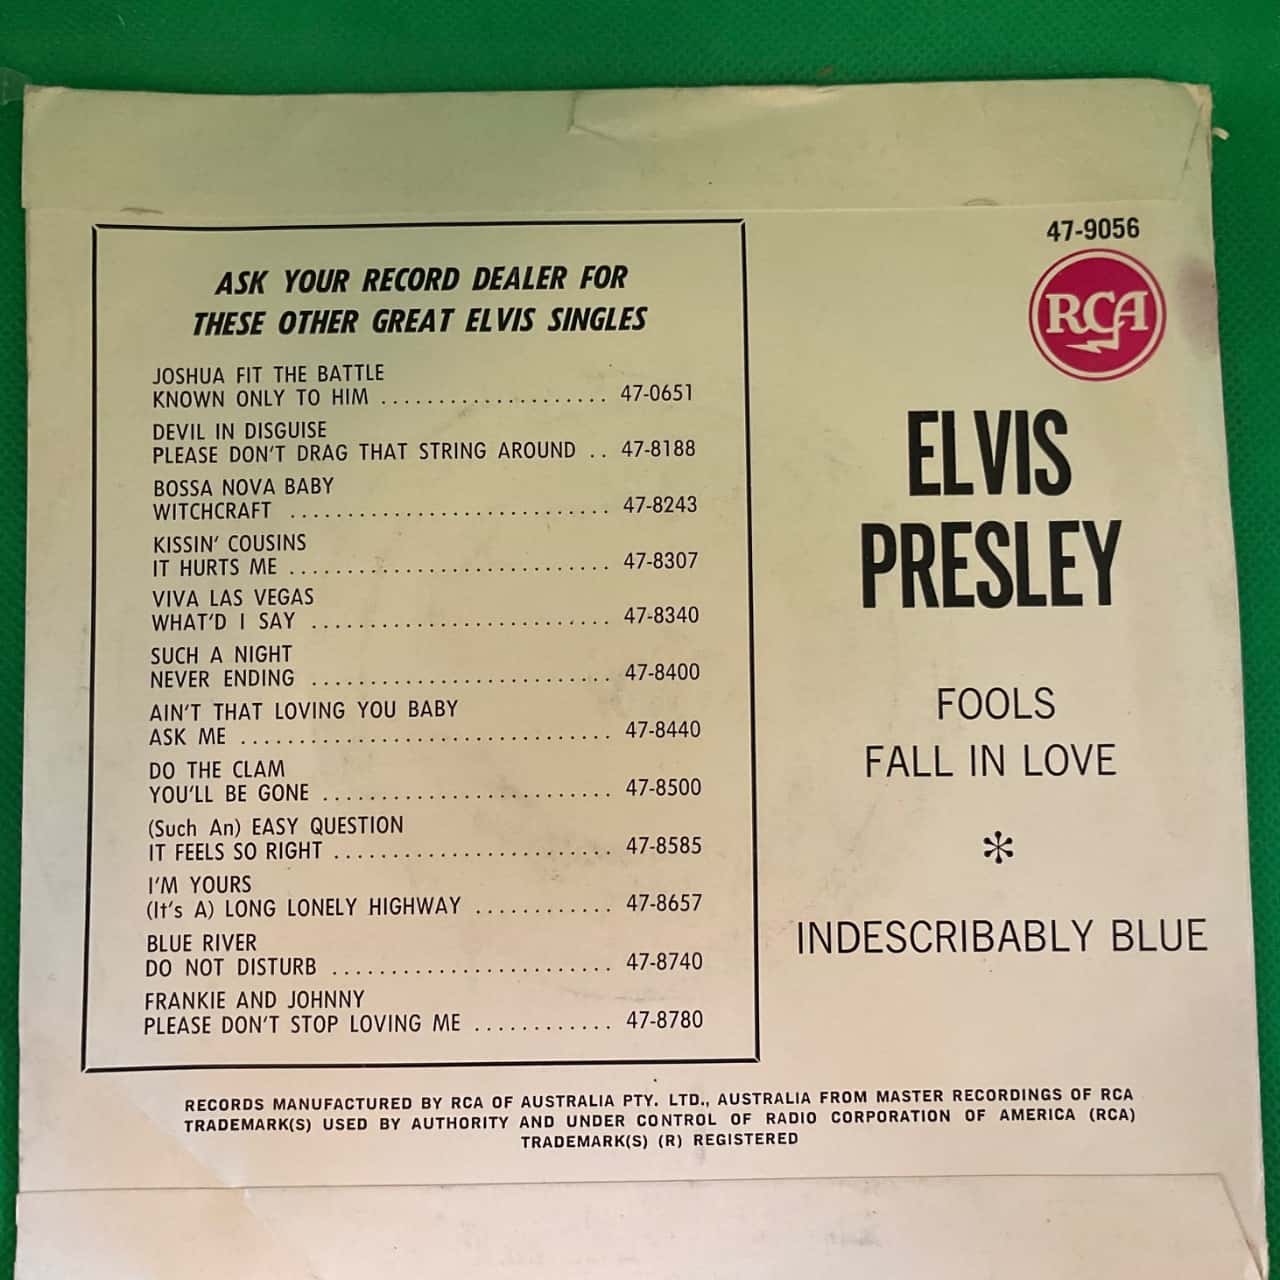 ASK YOUR RECORD DEALER FOR
THESE OTHER GREAT ELVIS SINGLES
JOSHUA FIT THE BATTLE
KNOWN ONLY TO HIM .................... 47-0651
DEVIL IN DISGUISE
PLEASE DON'T DRAG THAT STRING AROUND .. 47-8188
BOSSA NOVA BABY
WITCHCRAFT ............................ 47-8243
KISSIN' COUSINS
IT HURTS ME ............................ 47-8307
VIVA LAS VEGAS
WHAT'D I SAY .......................... 47-8340
SUCH A NIGHT
NEVER ENDING .......................... 47-8400
AIN'T THAT LOVING YOU BABY
ASK ME ................................ 47-8440
DO THE CLAM
YOU'LL BE GONE ......................... 47-8500
(Such An) EASY QUESTION
IT FEELS SO RIGHT ........................ 47-8585
I'M YOURS
(It's A) LONG LONELY HIGHWAY ............ 47-8657
BLUE RIVER
DO NOT DISTURB ........................ 47-8740
FRANKIE AND JOHNNY
PLEASE DON'T STOP LOVING ME ............ 47-8780
47-9056
RCA
ELVIS
PRESLEY
FOOLS
FALL IN LOVE
*
INDESCRIBABLY BLUE
RECORDS MANUFACTURED BY RCA OF AUSTRALIA PTY. LTD., AUSTRALIA FROM MASTER RECORDINGS OF RCA
TRADEMARK(S) USED BY AUTHORITY AND UNDER CONTROL OF RADIO CORPORATION OF AMERICA (RCA)
TRADEMARK(S) (R) REGISTERED